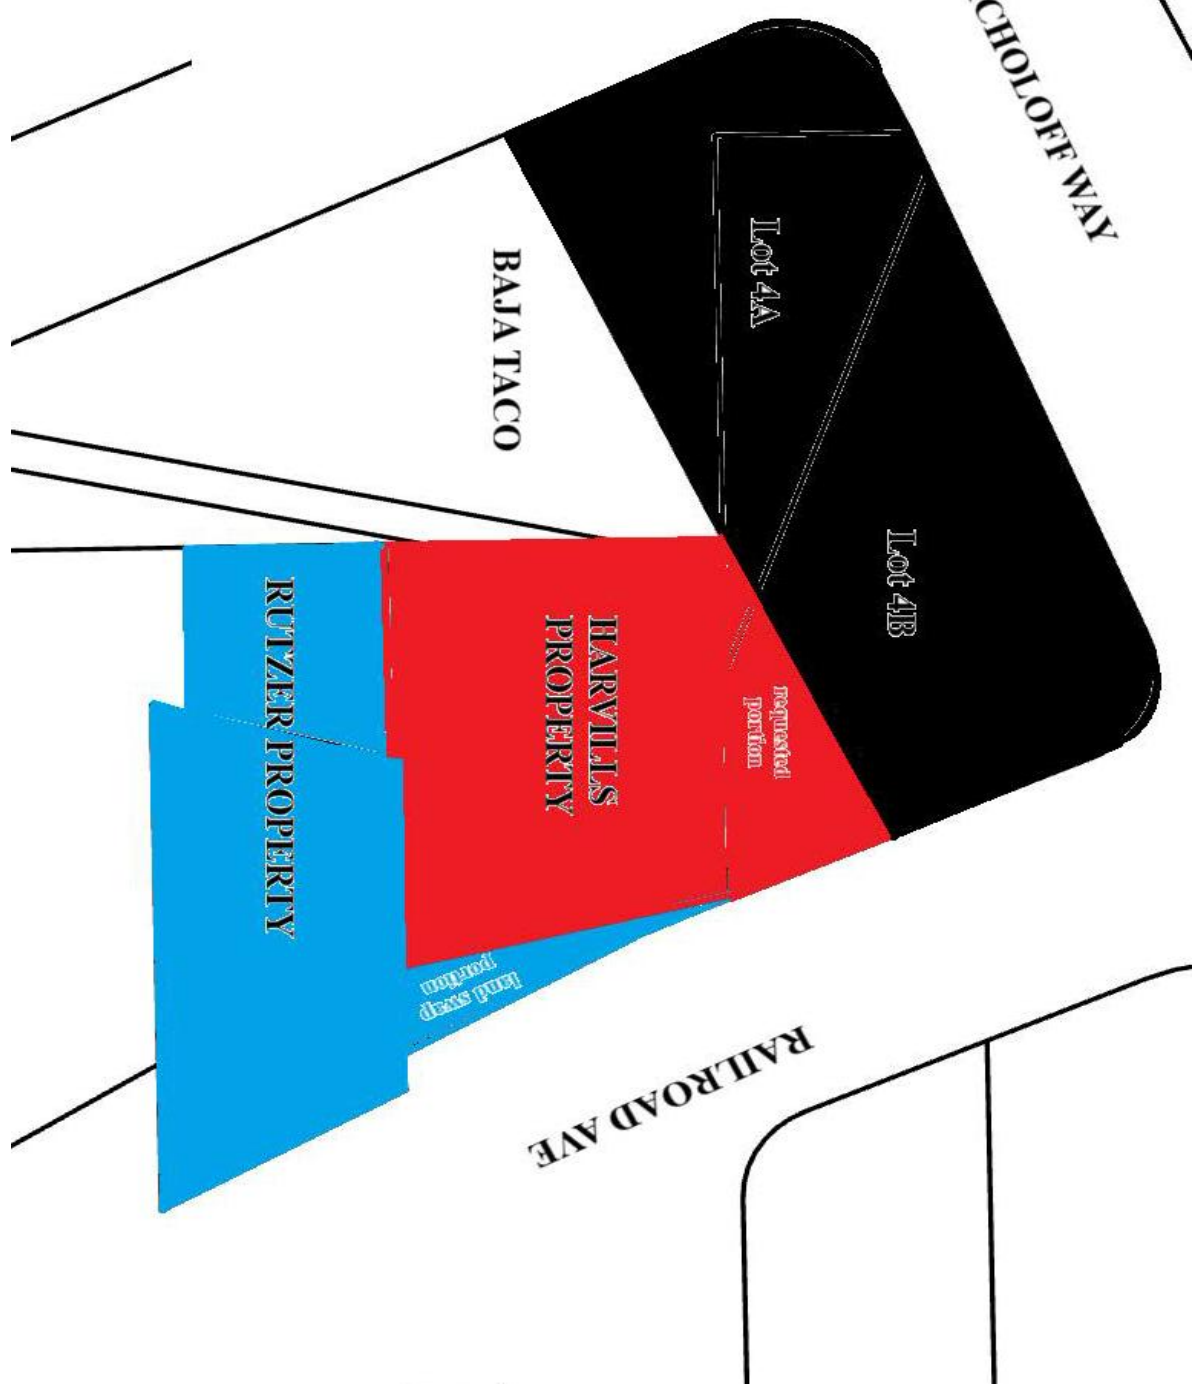 CHOLOFF WAY
Lot 4A
BAJA TACO
Lot 4B
RUTZER PROPERTY
HARVILLS
PROPERTY
requested
portion
land swap
portion
RAILROAD AVE